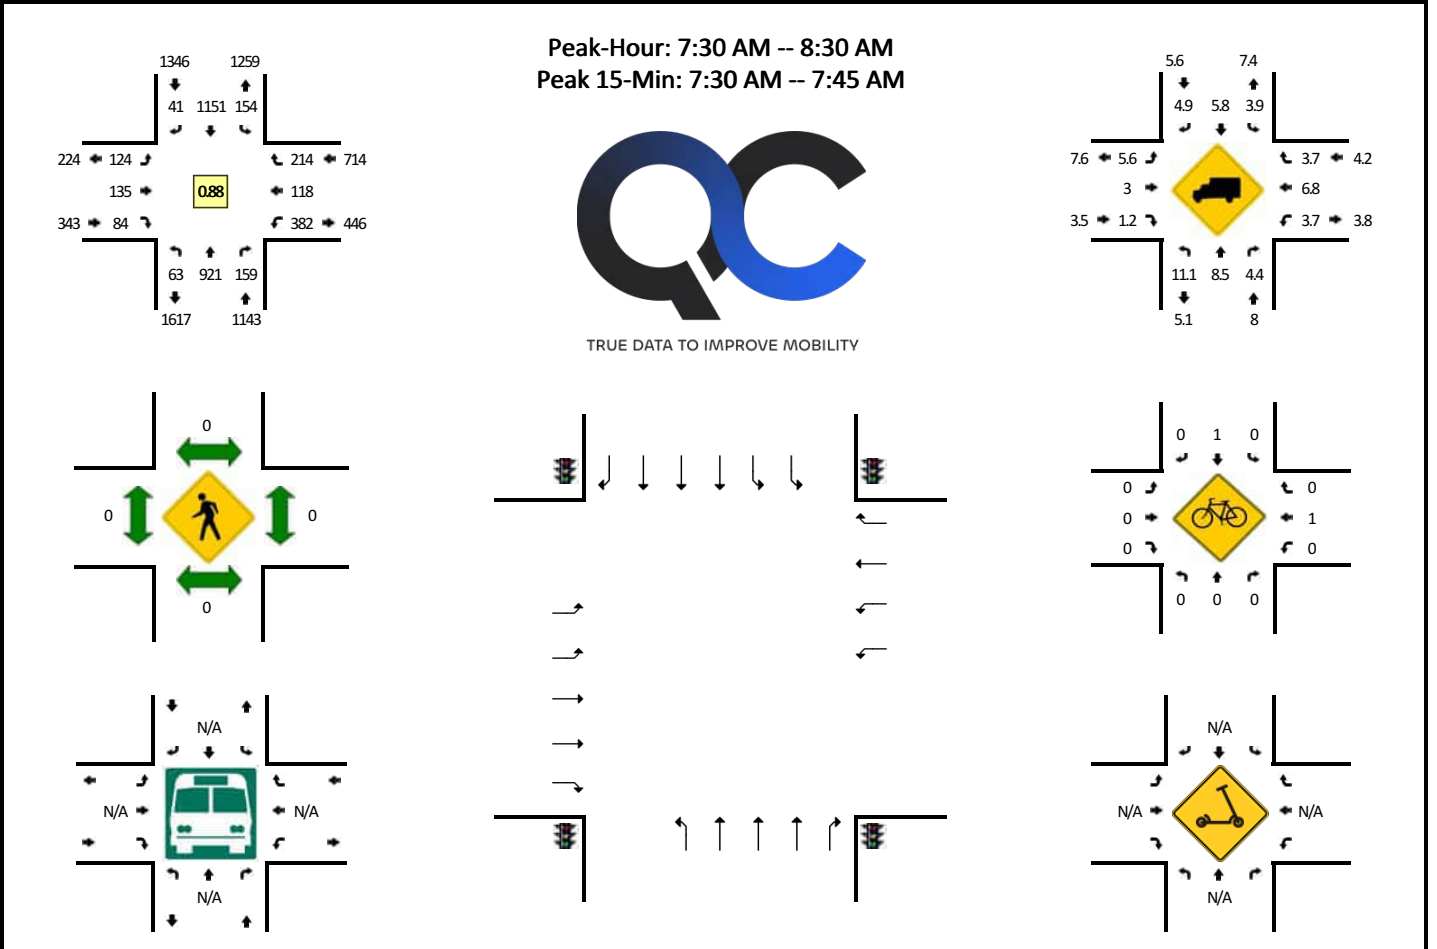 Peak-Hour: 7:30 AM -- 8:30 AM
Peak 15-Min: 7:30 AM -- 7:45 AM
1346 1259
41 1151 154
224 124 214 714
135 0.88 118
343 84 382 446
63 921 159
1617 1143
QC
TRUE DATA TO IMPROVE MOBILITY
5.6 7.4
4.9 5.8 3.9
7.6 5.6 3.7 4.2
3 6.8
3.5 1.2 3.7 3.8
11.1 8.5 4.4
5.1 8
0
0 0
0
0 1 0
0 0
0 1
0 0
0 0 0
N/A
N/A N/A
N/A
N/A
N/A N/A
N/A